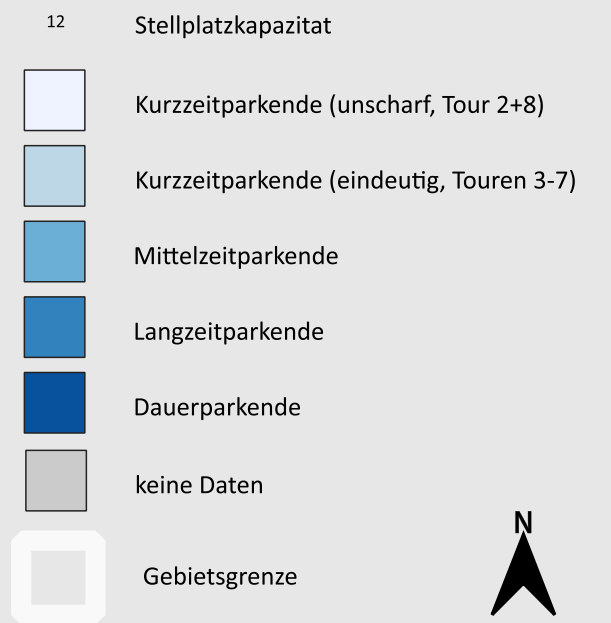 12 Stellplatzkapazitat
Kurzzeitparkende (unscharf, Tour 2+8)
Kurzzeitparkende (eindeutig, Touren 3-7)
Mittelzeitparkende
Langzeitparkende
Dauerparkende
keine Daten
N
Gebietsgrenze